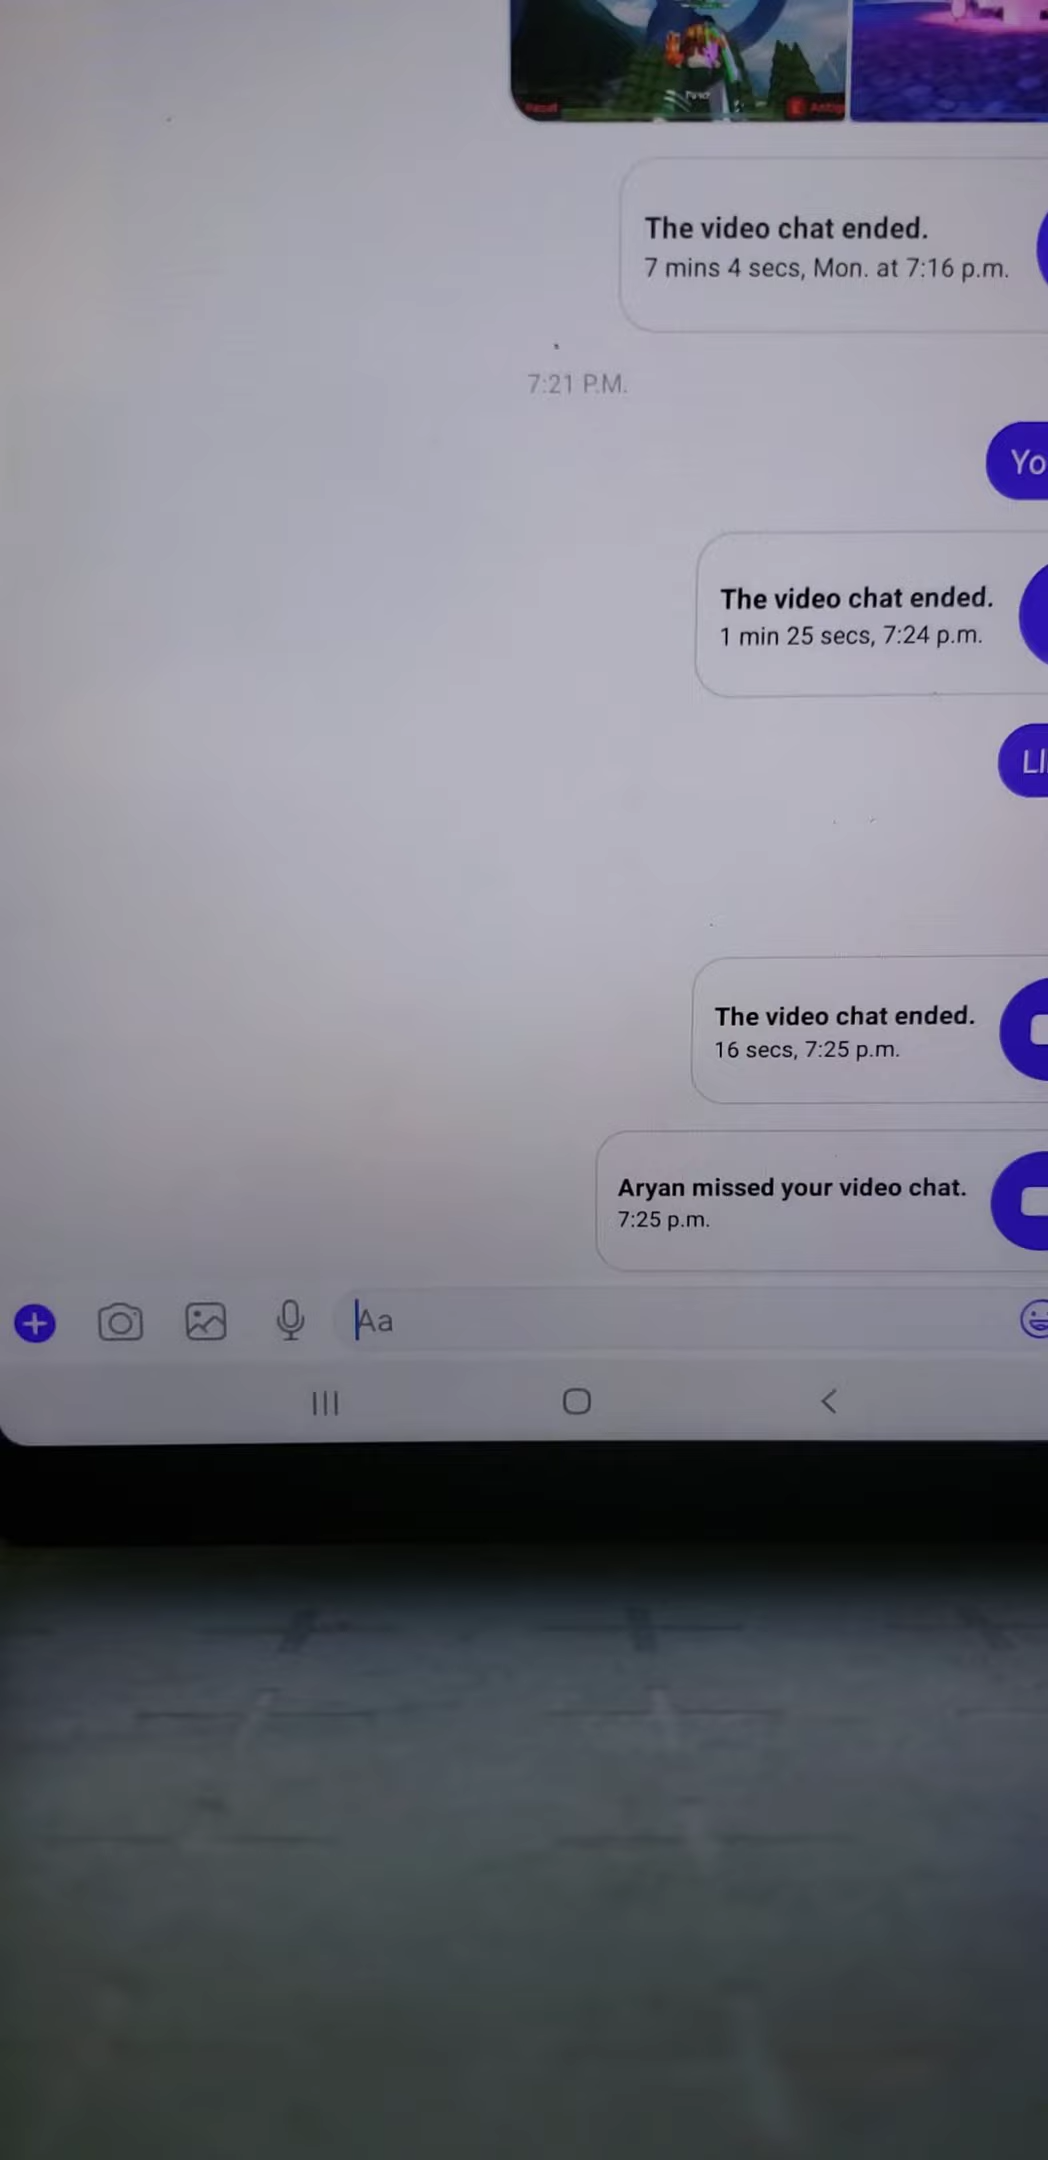 Reset
The video chat ended.
7 mins 4 secs, Mon. at 7:16 p.m.
7:21 P.M.
Yo
The video chat ended.
1 min 25 secs, 7:24 p.m.
The video chat ended.
16 secs, 7:25 p.m.
Aryan missed your video chat.
7:25 p.m.
Aa